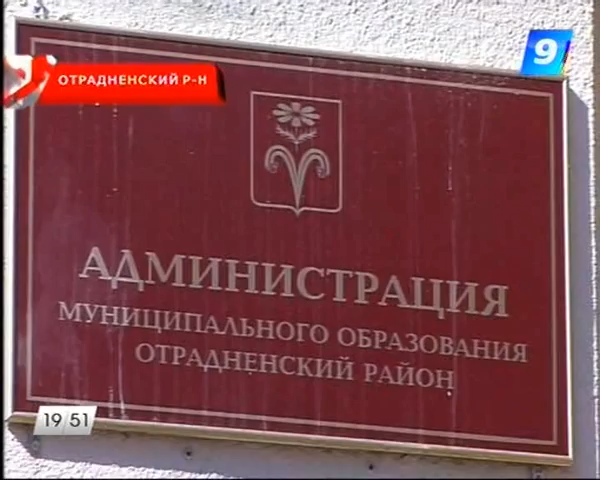 9
ОТРАДНЕНСКИЙ Р-Н
АДМИНИСТРАЦИЯ
МУНИЦИПАЛЬНОГО ОБРАЗОВАНИЯ
ОТРАДНЕНСКИЙ РАЙОН
19 51